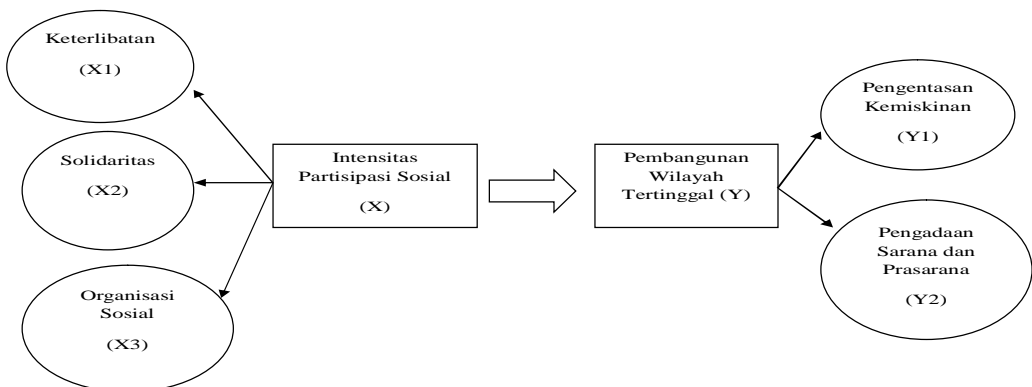 Keterlibatan
(X1)
Solidaritas
(X2)
Organisasi
Sosial
(X3)
Intensitas
Partisipasi Sosial
(X)
Pembangunan
Wilayah
Tertinggal (Y)
Pengentasan
Kemiskinan
(Y1)
Pengadaan
Sarana dan
Prasarana
(Y2)